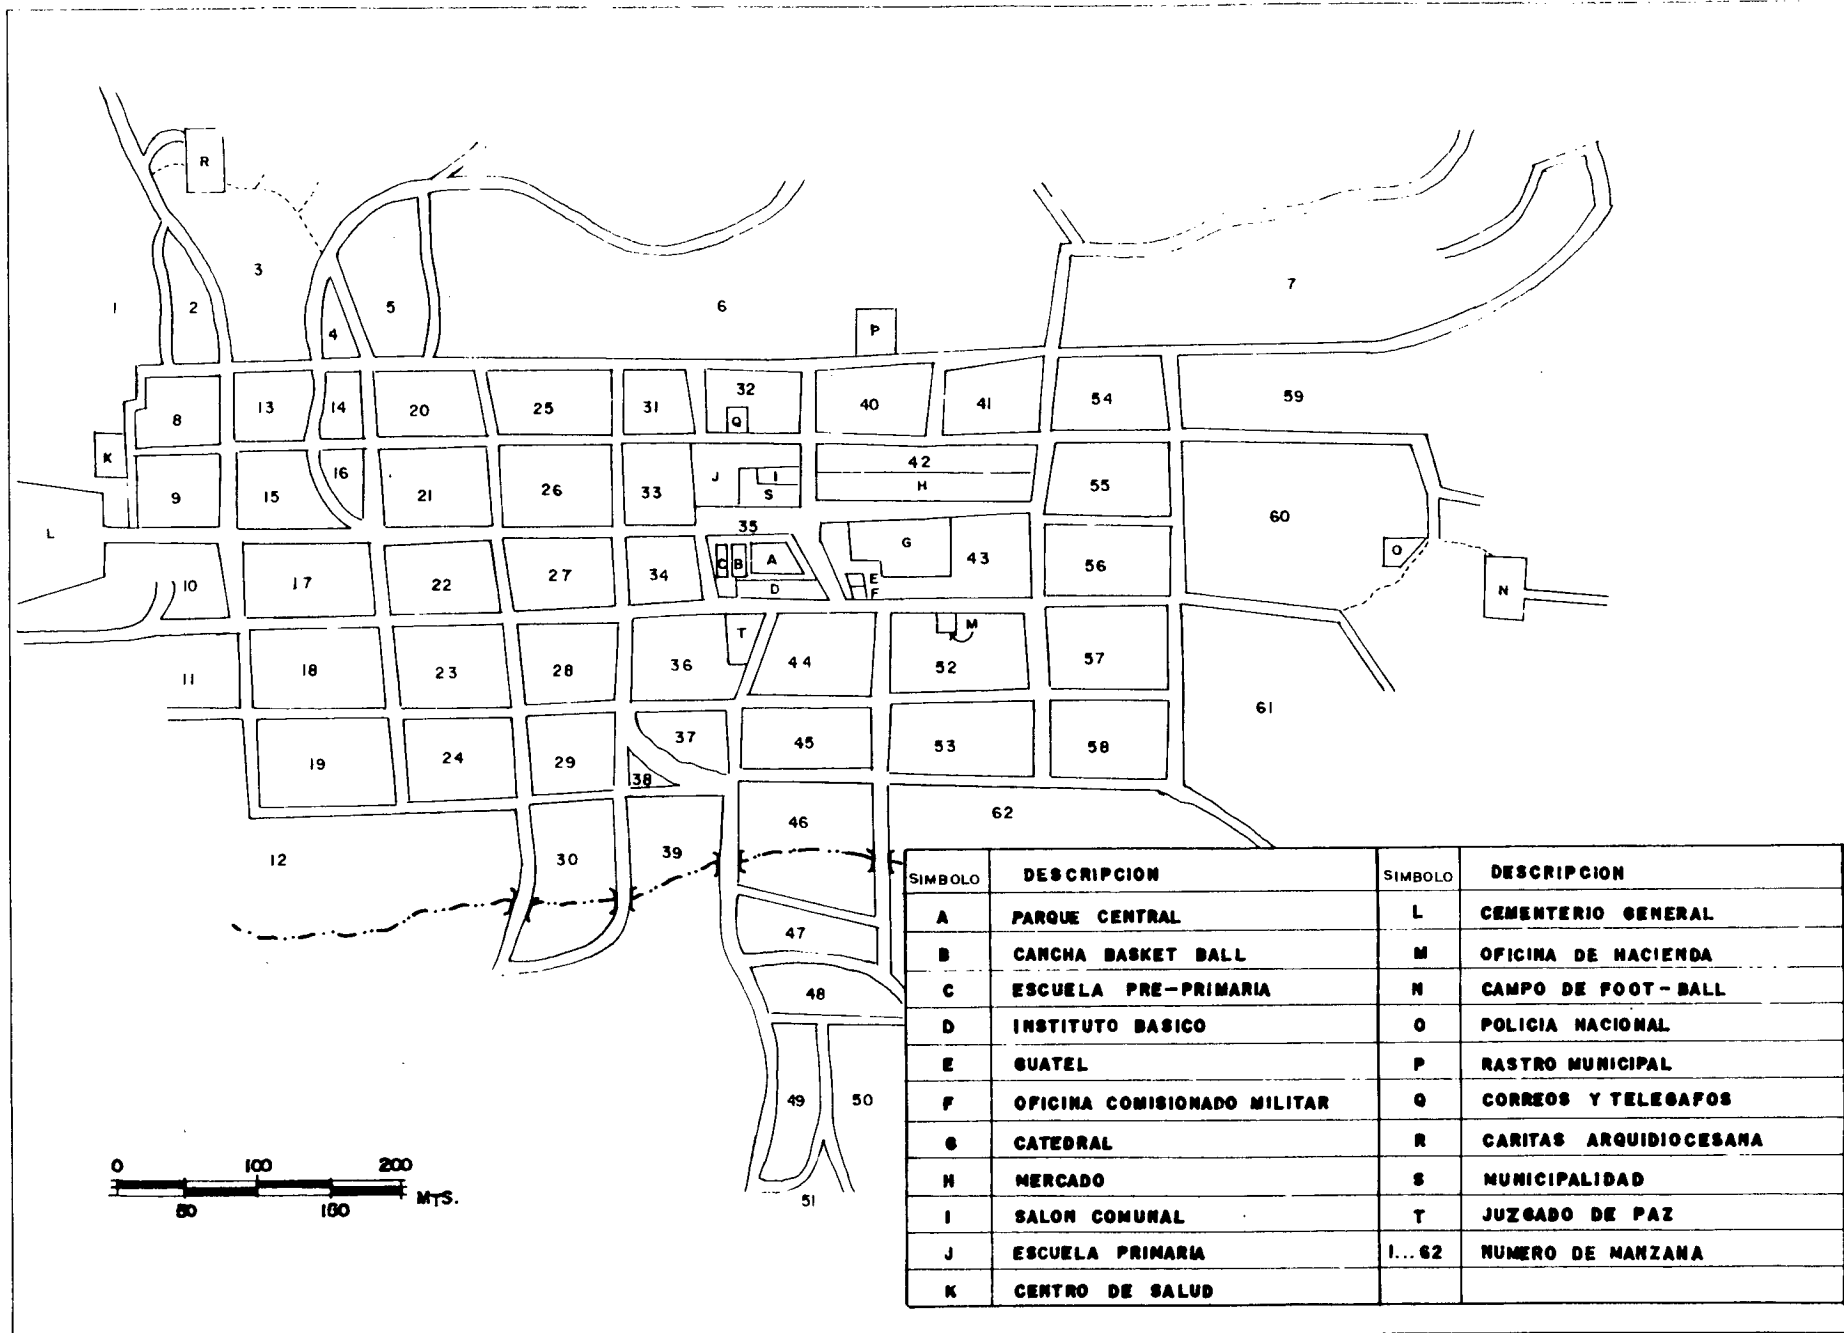 R
3
1
2
5
6
7
4
P
8
13
14
20
25
31
32
Q
40
41
54
59
K
9
15
16
21
26
33
J
I
S
42
H
55
60
L
35
10
17
22
27
34
C
B
A
D
G
E
F
43
56
O
N
11
18
23
28
36
T
44
M
52
57
61
19
24
29
37
38
45
53
58
12
30
39
46
62
47
48
49
50
51
0 100 200
50 150
MTS.
SIMBOLO DESCRIPCION SIMBOLO DESCRIPCION
A PARQUE CENTRAL L CEMENTERIO GENERAL
B CANCHA BASKET BALL M OFICINA DE HACIENDA
C ESCUELA PRE-PRIMARIA N CAMPO DE FOOT-BALL
D INSTITUTO BASICO O POLICIA NACIONAL
E GUATEL P RASTRO MUNICIPAL
F OFICINA COMISIONADO MILITAR Q CORREOS Y TELEGAFOS
G CATEDRAL R CARITAS ARQUIDIOCESANA
H MERCADO S MUNICIPALIDAD
I SALON COMUNAL T JUZGADO DE PAZ
J ESCUELA PRIMARIA 1...62 NUMERO DE MANZANA
K CENTRO DE SALUD